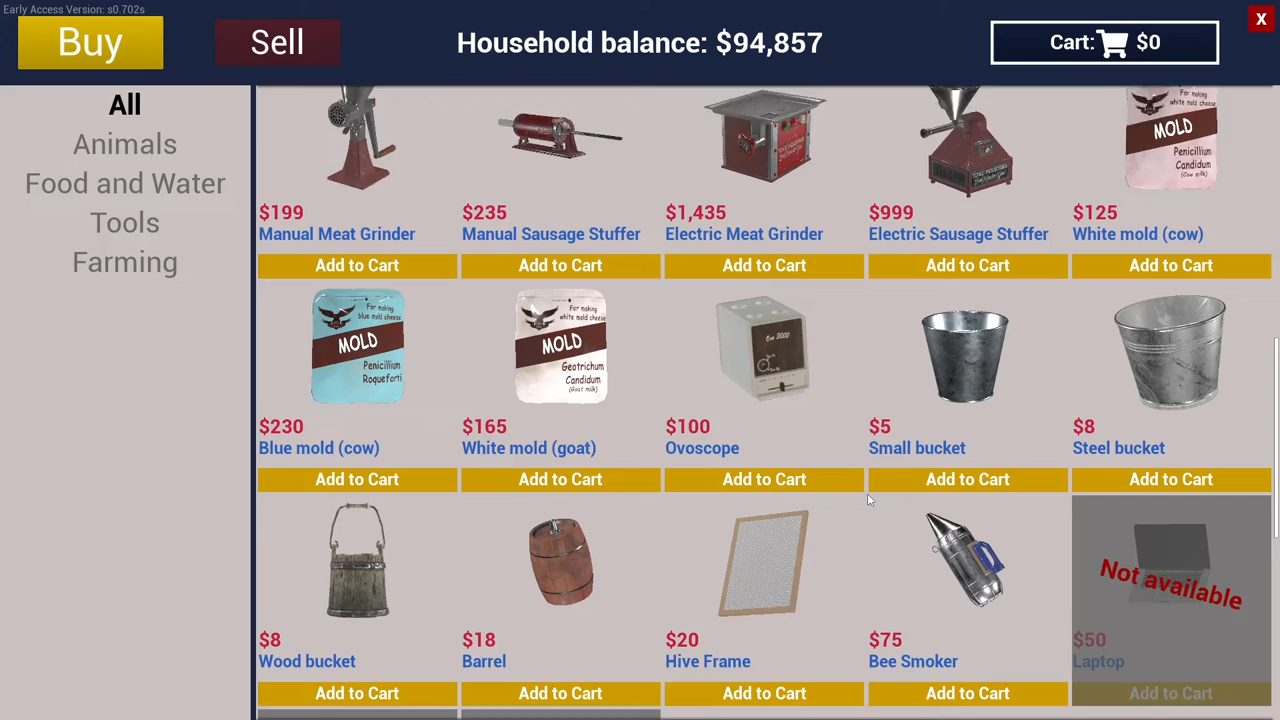 Early Access Version: s0.702s
Buy
Sell
Household balance: $94,857
Cart: $0
X
All
Animals
Food and Water
Tools
Farming
For making
white mold cheese
MOLD
Penicillium
Candidum
(Cow milk)
$199
$235
$1,435
$999
$125
Manual Meat Grinder
Manual Sausage Stuffer
Electric Meat Grinder
Electric Sausage Stuffer
White mold (cow)
Add to Cart
Add to Cart
Add to Cart
Add to Cart
Add to Cart
For making
blue mold cheese
MOLD
Penicillium
Roqueforti
For making
white mold cheese
MOLD
Geotrichum
Candidum
(Goat milk)
$230
$165
$100
$5
$8
Blue mold (cow)
White mold (goat)
Ovoscope
Small bucket
Steel bucket
Add to Cart
Add to Cart
Add to Cart
Add to Cart
Add to Cart
Not available
$8
$18
$20
$75
$50
Wood bucket
Barrel
Hive Frame
Bee Smoker
Laptop
Add to Cart
Add to Cart
Add to Cart
Add to Cart
Add to Cart